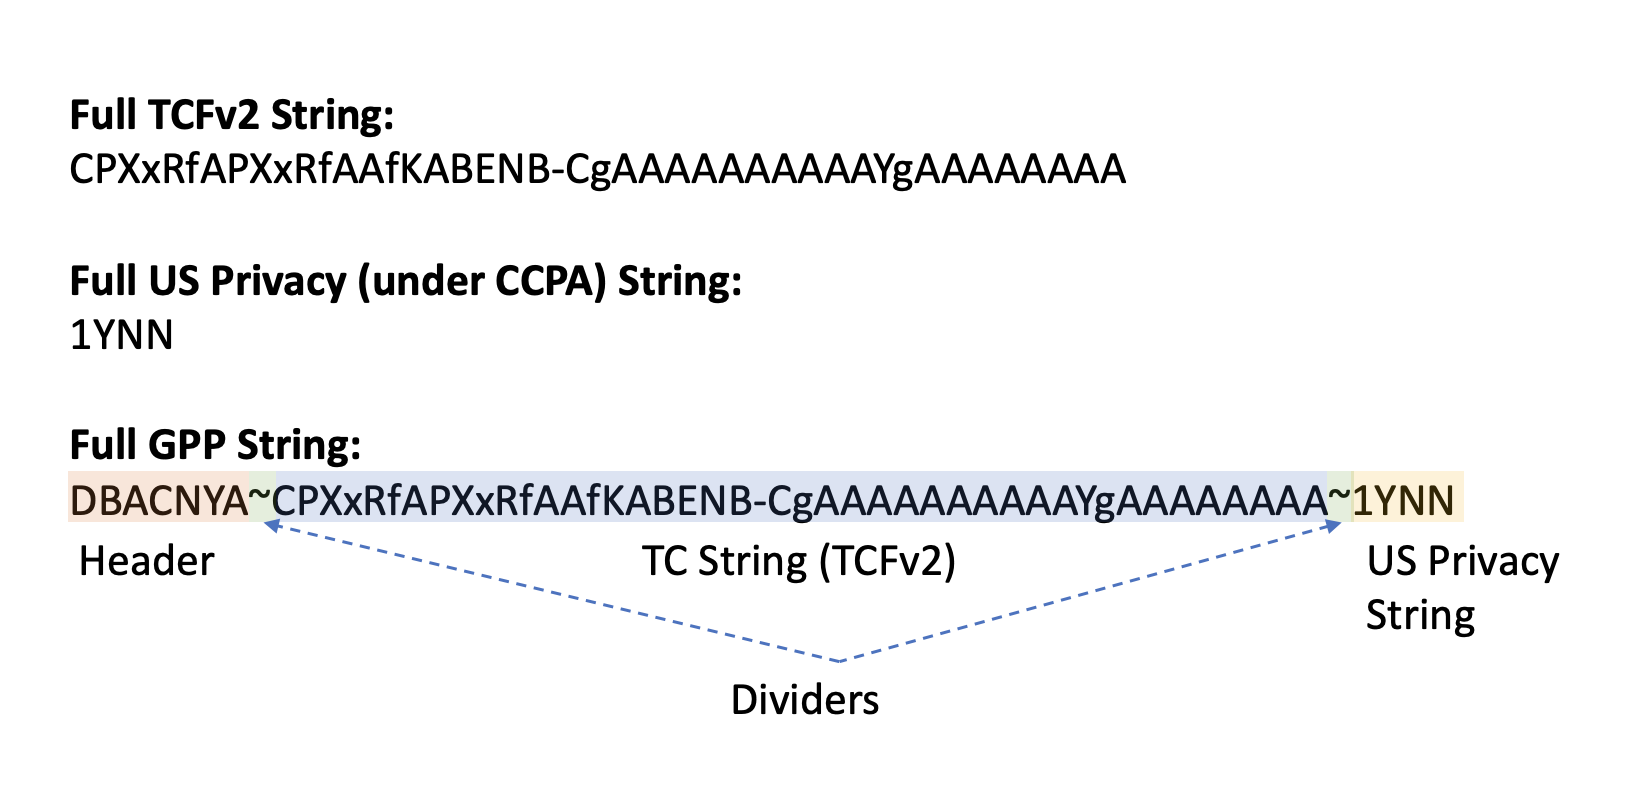 Full TCFv2 String:
CPXxRfAPXxRfAAfKABENB-CgAAAAAAAAAAYgAAAAAAAA
Full US Privacy (under CCPA) String:
1YNN
Full GPP String:
DBACNYA~CPXxRfAPXxRfAAfKABENB-CgAAAAAAAAAAYgAAAAAAAA~1YNN
Header
TC String (TCFv2)
US Privacy
String
Dividers